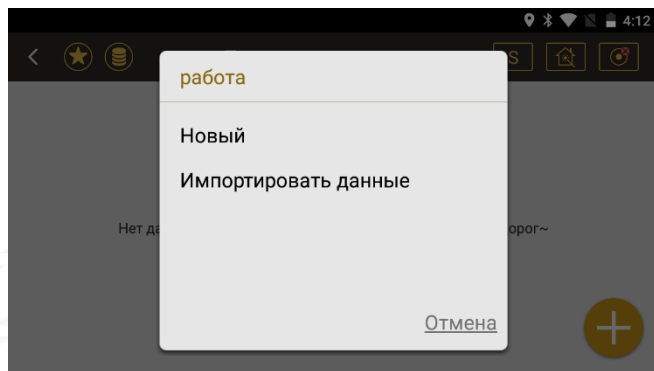 4:12
S
работа
Новый
Импортировать данные
Нет да
орог~
Отмена